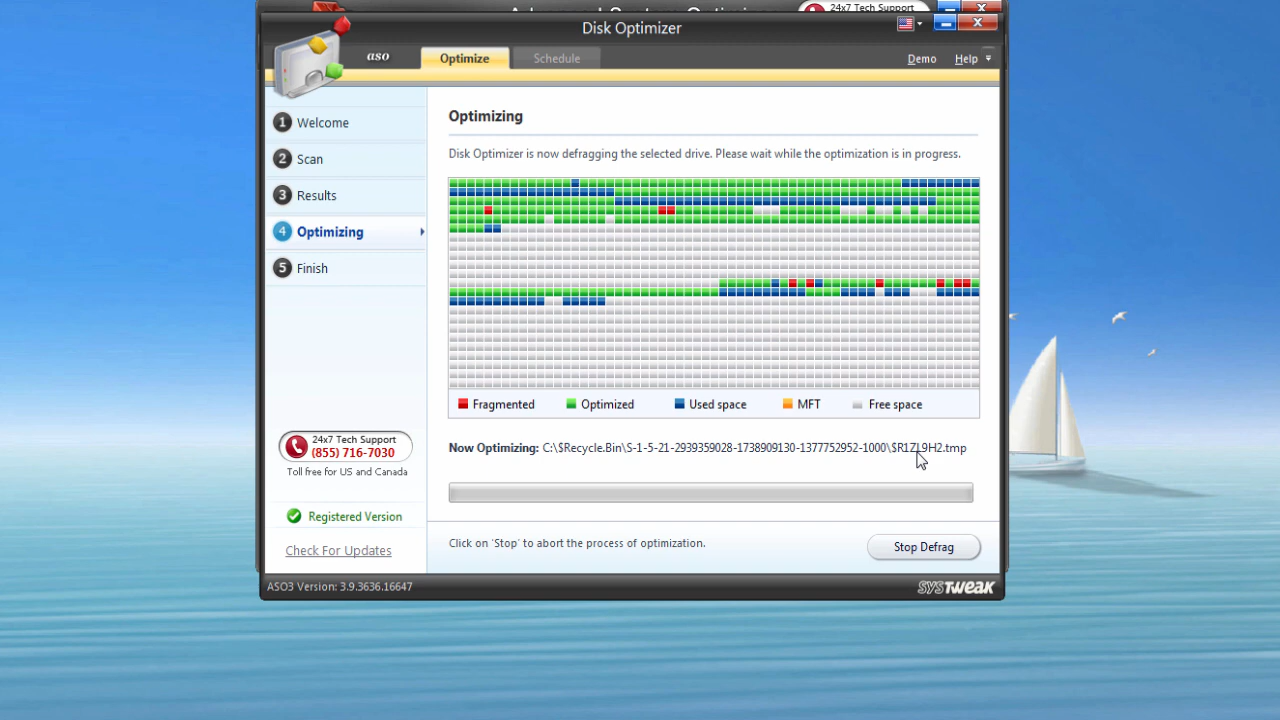 24x7 Tech Support
Disk Optimizer
aso
Optimize
Schedule
Demo
Help
1 Welcome
2 Scan
3 Results
4 Optimizing
5 Finish
Optimizing
Disk Optimizer is now defragging the selected drive. Please wait while the optimization is in progress.
Fragmented
Optimized
Used space
MFT
Free space
Now Optimizing: C:\$Recycle.Bin\S-1-5-21-2939359028-1738909130-1377752952-1000\$R1ZL9H2.tmp
24x7 Tech Support
(855) 716-7030
Toll free for US and Canada
Registered Version
Check For Updates
Click on 'Stop' to abort the process of optimization.
Stop Defrag
ASO3 Version: 3.9.3636.16647
SYSTWEAK